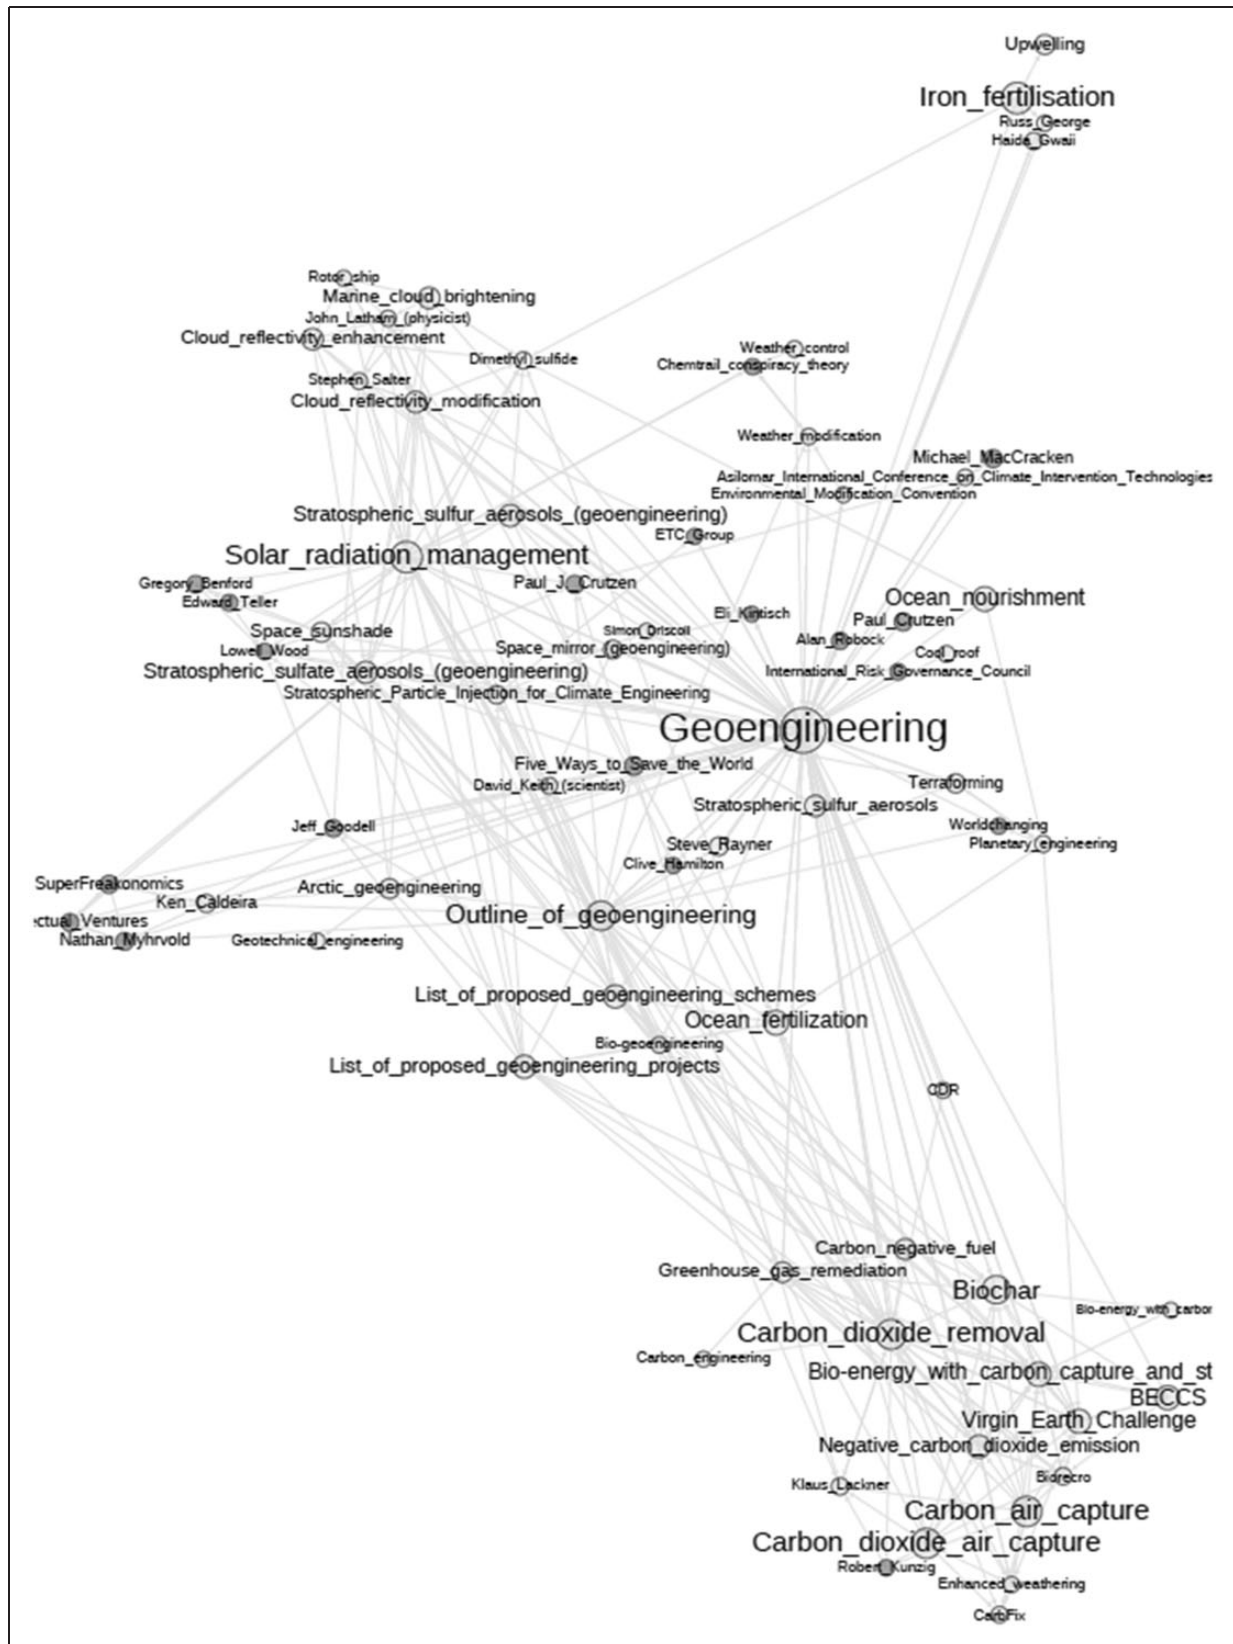 Upwelling
Iron_fertilisation
Russ_George
Haida_Gwaii
Rotor_ship
Marine_cloud_brightening
John_Latham_(physicist)
Cloud_reflectivity_enhancement
Weather_control
Dimethyl_sulfide
Chemtrail_conspiracy_theory
Stephen_Salter
Cloud_reflectivity_modification
Weather_modification
Michael_MacCracken
Asilomar_International_Conference_on_Climate_Intervention_Technologies
Environmental_Modification_Convention
Stratospheric_sulfur_aerosols_(geoengineering)
ETC_Group
Solar_radiation_management
Gregory_Benford
Paul_J._Crutzen
Edward_Teller
Ocean_nourishment
Eli_Kintisch
Paul_Crutzen
Space_sunshade
Simon_Driscoll
Alan_Robock
Lowell_Wood
Space_mirror_(geoengineering)
Cool_roof
Stratospheric_sulfate_aerosols_(geoengineering)
International_Risk_Governance_Council
Stratospheric_Particle_Injection_for_Climate_Engineering
Geoengineering
Five_Ways_to_Save_the_World
David_Keith_(scientist)
Terraforming
Stratospheric_sulfur_aerosols
Jeff_Goodell
Worldchanging
Steve_Rayner
Planetary_engineering
Clive_Hamilton
SuperFreakonomics
Arctic_geoengineering
Ken_Caldeira
Outline_of_geoengineering
ctual_Ventures
Nathan_Myhrvold
Geotechnical_engineering
List_of_proposed_geoengineering_schemes
Ocean_fertilization
Bio-geoengineering
List_of_proposed_geoengineering_projects
CDR
Carbon_negative_fuel
Greenhouse_gas_remediation
Biochar
Bio-energy_with_carbon
Carbon_dioxide_removal
Carbon_engineering
Bio-energy_with_carbon_capture_and_st
BECCS
Virgin_Earth_Challenge
Negative_carbon_dioxide_emission
Biorecro
Klaus_Lackner
Carbon_air_capture
Carbon_dioxide_air_capture
Robert_Kunzig
Enhanced_weathering
CarbFix